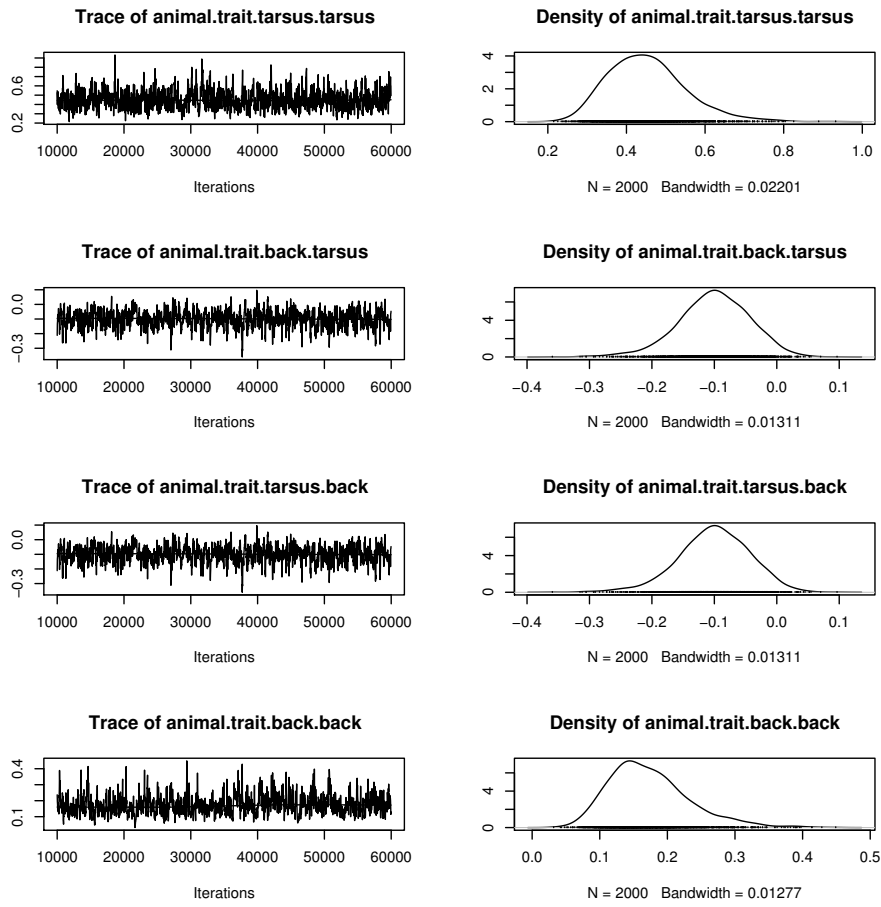 Trace of animal.trait.tarsus.tarsus
0.2 0.6
10000 20000 30000 40000 50000 60000
Iterations
Density of animal.trait.tarsus.tarsus
0 2 4
0.2 0.4 0.6 0.8 1.0
N = 2000 Bandwidth = 0.02201
Trace of animal.trait.back.tarsus
−0.3 0.0
10000 20000 30000 40000 50000 60000
Iterations
Density of animal.trait.back.tarsus
0 4
−0.4 −0.3 −0.2 −0.1 0.0 0.1
N = 2000 Bandwidth = 0.01311
Trace of animal.trait.tarsus.back
−0.3 0.0
10000 20000 30000 40000 50000 60000
Iterations
Density of animal.trait.tarsus.back
0 4
−0.4 −0.3 −0.2 −0.1 0.0 0.1
N = 2000 Bandwidth = 0.01311
Trace of animal.trait.back.back
0.1 0.4
10000 20000 30000 40000 50000 60000
Iterations
Density of animal.trait.back.back
0 4
0.0 0.1 0.2 0.3 0.4 0.5
N = 2000 Bandwidth = 0.01277